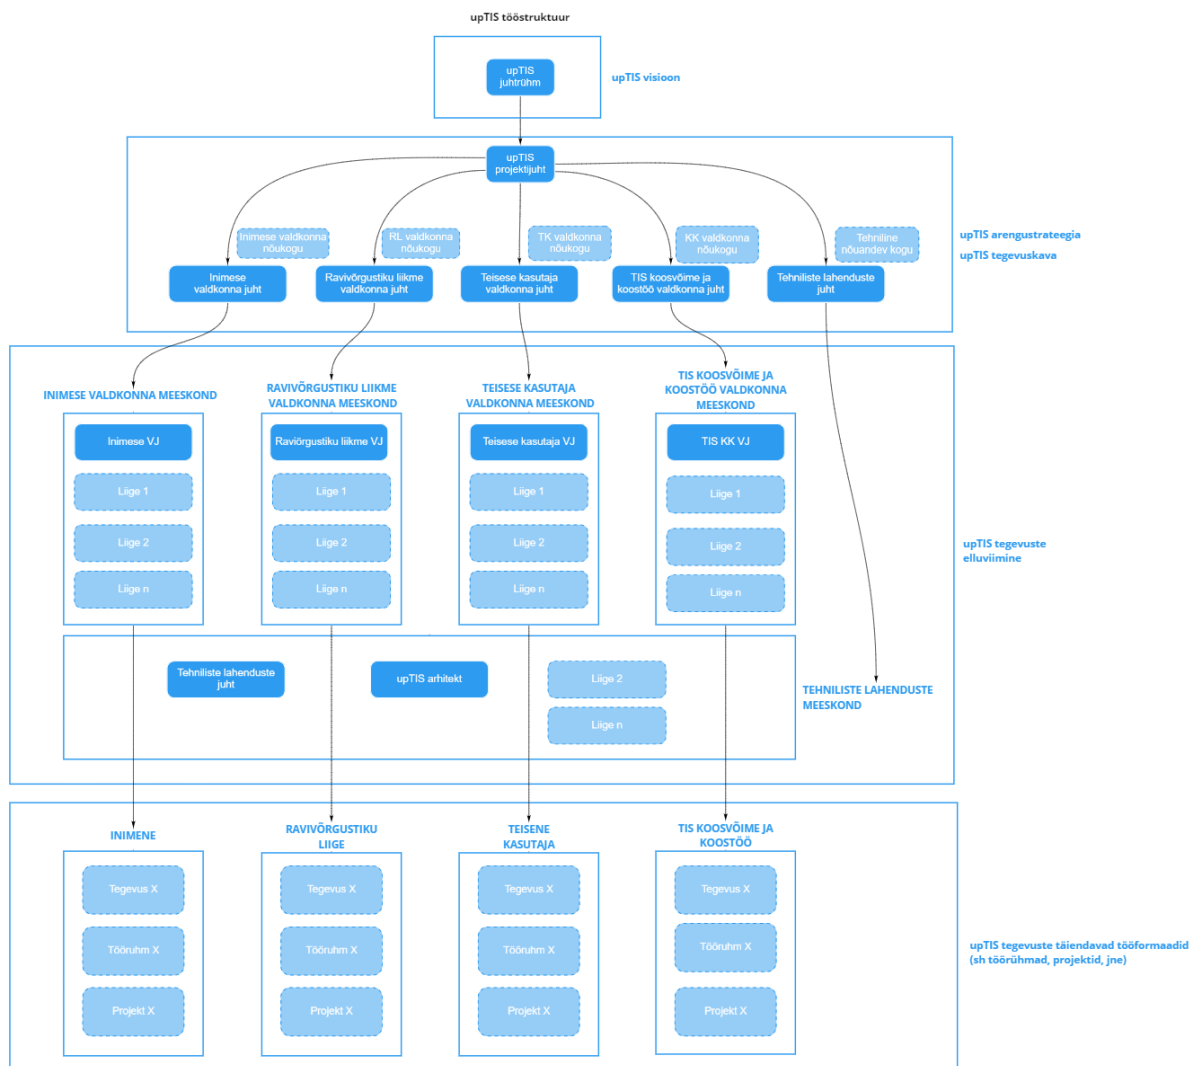 upTIS tööstruktuur
upTIS
juhtrühm
upTIS visioon
upTIS
projektijuht
Inimese valdkonna
nõukogu
RL valdkonna
nõukogu
TK valdkonna
nõukogu
KK valdkonna
nõukogu
Tehniline
nõuandev kogu
upTIS arengustrateegia
upTIS tegevuskava
Inimese
valdkonna juht
Ravivõrgustiku liikme
valdkonna juht
Teisese kasutaja
valdkonna juht
TIS koosvõime ja
koostöö valdkonna juht
Tehniliste lahenduste
juht
INIMESE VALDKONNA MEESKOND
RAVIVÕRGUSTIKU LIIKME
VALDKONNA MEESKOND
TEISESE KASUTAJA
VALDKONNA MEESKOND
TIS KOOSVÕIME JA
KOOSTÖÖ VALDKONNA
MEESKOND
Inimese VJ
Liige 1
Liige 2
Liige n
Raviõrgustiku liikme VJ
Liige 1
Liige 2
Liige n
Teisese kasutaja VJ
Liige 1
Liige 2
Liige n
TIS KK VJ
Liige 1
Liige 2
Liige n
upTIS tegevuste
elluviimine
Tehniliste lahenduste
juht
upTIS arhitekt
Liige 2
Liige n
TEHNILISTE LAHENDUSTE
MEESKOND
INIMENE
RAVIVÕRGUSTIKU
LIIGE
TEISENE
KASUTAJA
TIS KOOSVÕIME JA
KOOSTÖÖ
Tegevus X
Tööruhm X
Projekt X
Tegevus X
Tööruhm X
Projekt X
Tegevus X
Tööruhm X
Projekt X
Tegevus X
Tööruhm X
Projekt X
upTIS tegevuste täiendavad tööformaadid
(sh töörühmad, projektid, jne)